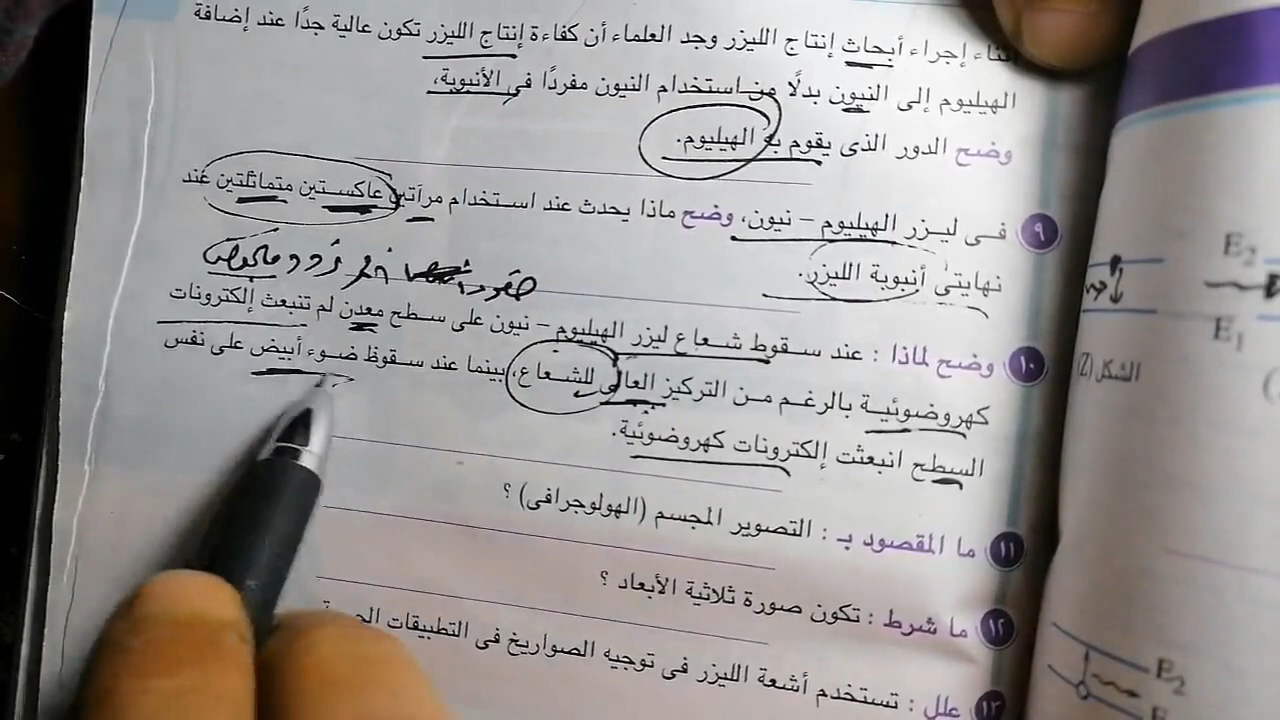 أثناء إجراء أبحاث إنتاج الليزر وجد العلماء أن كفاءة إنتاج الليزر تكون عالية جدًا عند إضافة
الهيليوم إلى النيون بدلًا من استخدام النيون مفردًا فى الأنبوبة،
وضح الدور الذى يقوم به الهيليوم.
٩ فى ليزر الهيليوم – نيون، وضح ماذا يحدث عند استخدام مرآتين عاكستين متماثلتين عند
نهايتى أنبوبة الليزر.
١٠ وضح لماذا : عند سقوط شعاع ليزر الهيليوم – نيون على سطح معدن لم تنبعث إلكترونات
كهروضوئية بالرغم من التركيز العالى للشعاع، بينما عند سقوظ ضوء أبيض على نفس
السطح انبعثت إلكترونات كهروضوئية.
١١ ما المقصود بـ : التصوير المجسم (الهولوجرافى) ؟
١٢ ما شرط : تكون صورة ثلاثية الأبعاد ؟
١٣ علل : تستخدم أشعة الليزر فى توجيه الصواريخ فى التطبيقات
E2
E1
الشكل (Z)
E2